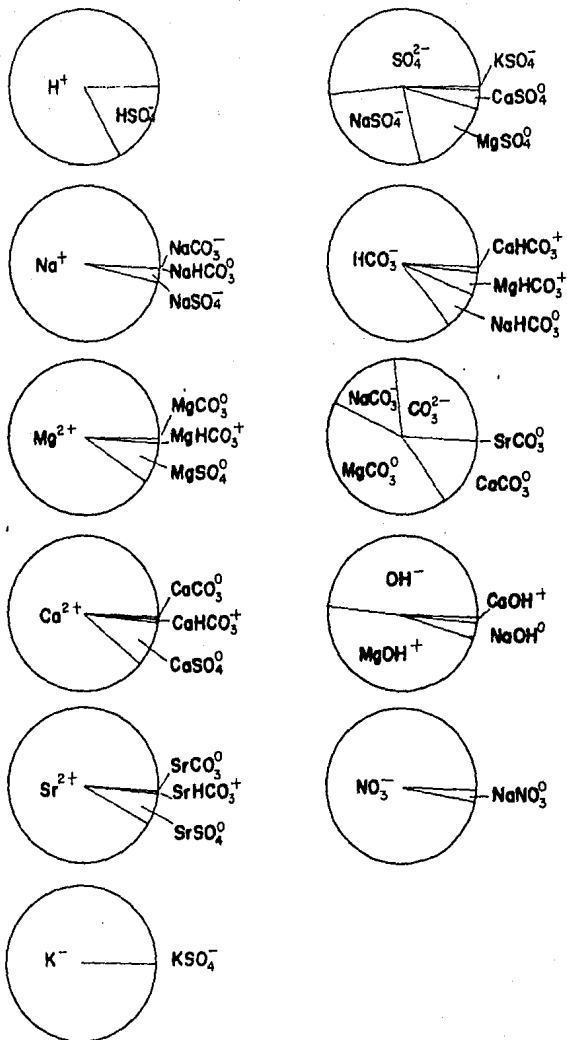 H⁺
HSO₄⁻
SO₄²⁻
KSO₄⁻
CaSO₄⁰
NaSO₄⁻
MgSO₄⁰
Na⁺
NaCO₃⁻
NaHCO₃⁰
NaSO₄⁻
HCO₃⁻
CaHCO₃⁺
MgHCO₃⁺
NaHCO₃⁰
Mg²⁺
MgCO₃⁰
MgHCO₃⁺
MgSO₄⁰
NaCO₃⁻
CO₃²⁻
SrCO₃⁰
MgCO₃⁰
CaCO₃⁰
Ca²⁺
CaCO₃⁰
CaHCO₃⁺
CaSO₄⁰
OH⁻
CaOH⁺
NaOH⁰
MgOH⁺
Sr²⁺
SrCO₃⁰
SrHCO₃⁺
SrSO₄⁰
NO₃⁻
NaNO₃⁰
K⁻
KSO₄⁻